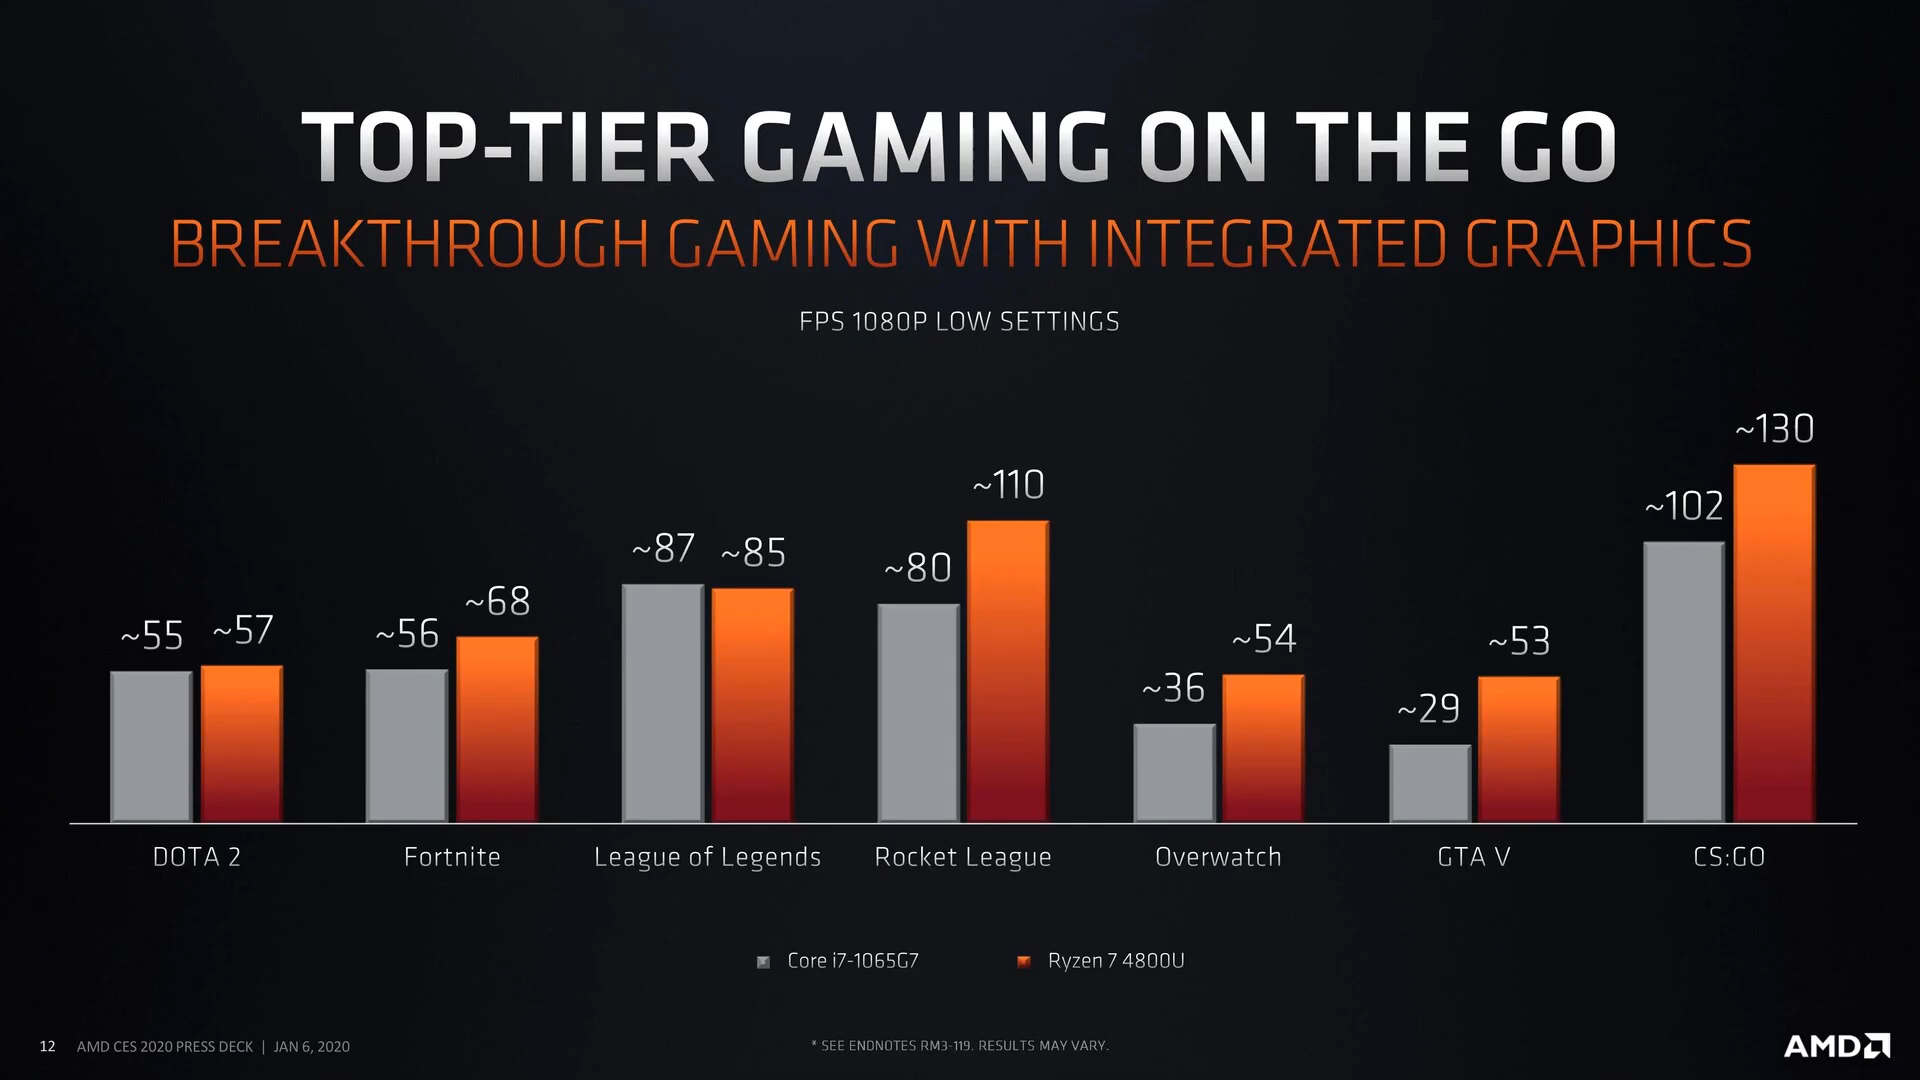 TOP-TIER GAMING ON THE GO
BREAKTHROUGH GAMING WITH INTEGRATED GRAPHICS
FPS 1080P LOW SETTINGS
~55 ~57
~56 ~68
~87 ~85
~80 ~110
~36 ~54
~29 ~53
~102 ~130
DOTA 2 Fortnite League of Legends Rocket League Overwatch GTA V CS:GO
Core i7-1065G7 Ryzen 7 4800U
12 AMD CES 2020 PRESS DECK | JAN 6, 2020
* SEE ENDNOTES RM3-119. RESULTS MAY VARY.
AMD